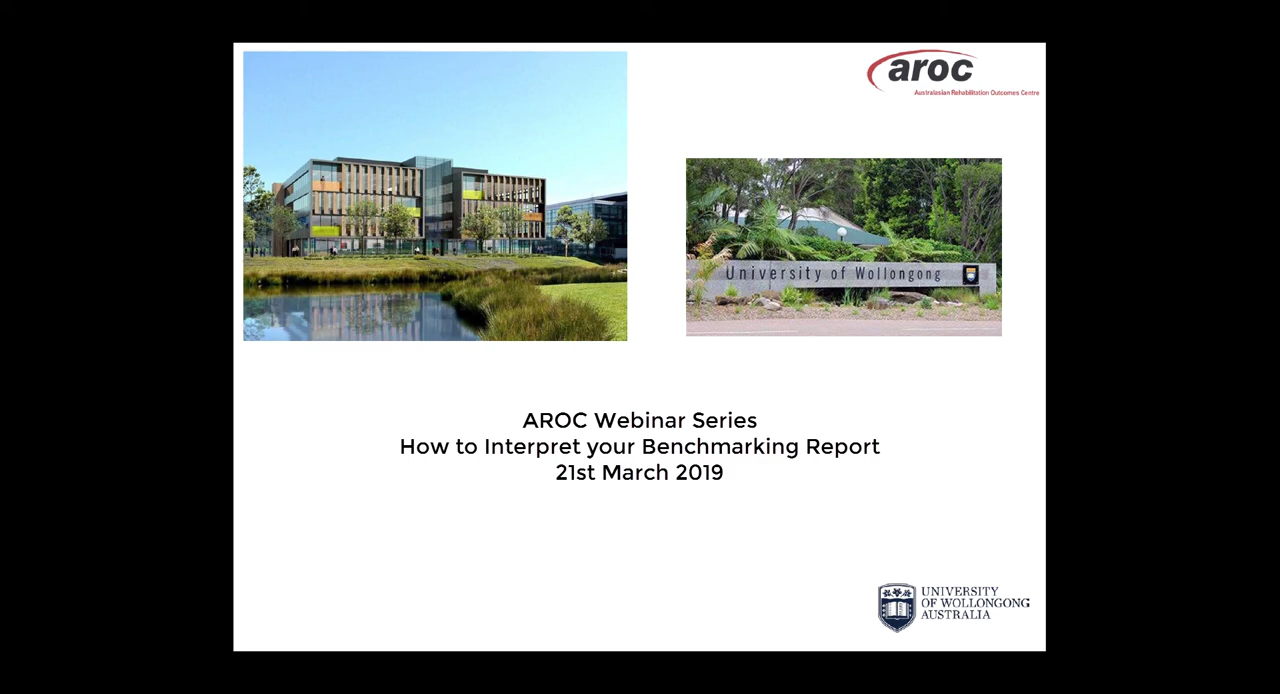 aroc
Australasian Rehabilitation Outcomes Centre
University of Wollongong
AROC Webinar Series
How to Interpret your Benchmarking Report
21st March 2019
UNIVERSITY
OF WOLLONGONG
AUSTRALIA